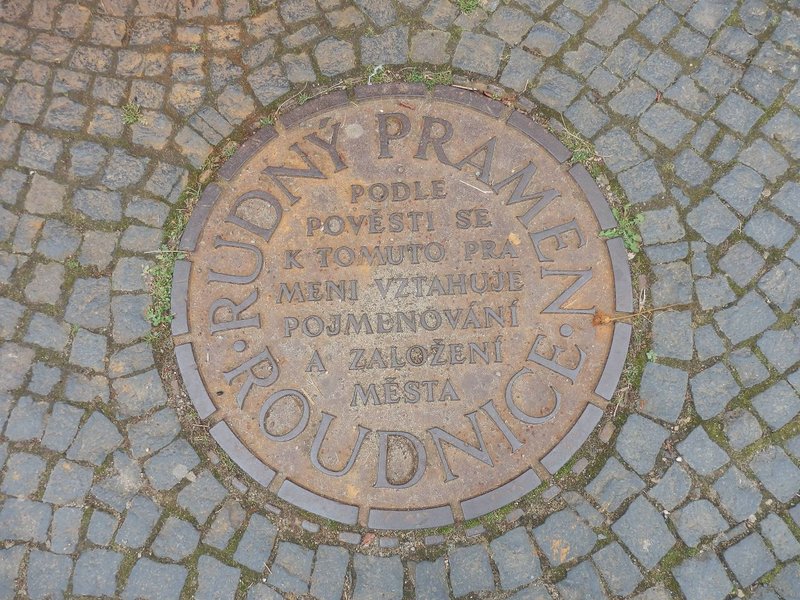 RUDNÝ PRAMEN
PODLE
POVĚSTI SE
K TOMUTO PRA
MENI VZTAHUJE
POJMENOVÁNÍ
A ZALOŽENÍ
MĚSTA
ROUDNICE